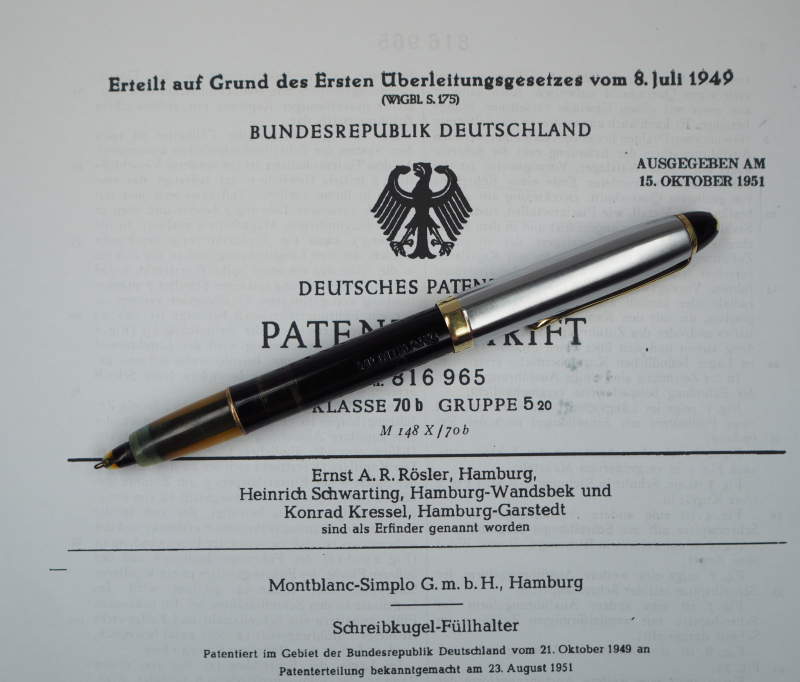 Erteilt auf Grund des Ersten Überleitungsgesetzes vom 8. Juli 1949
(WIGBL S. 175)
BUNDESREPUBLIK DEUTSCHLAND
AUSGEGEBEN AM
15. OKTOBER 1951
DEUTSCHES PATEN
PATEN RIFT
816 965
KLASSE 70b GRUPPE 5 20
M 148 X / 70b
Ernst A. R. Rösler, Hamburg,
Heinrich Schwarting, Hamburg-Wandsbek und
Konrad Kressel, Hamburg-Garstedt
sind als Erfinder genannt worden
Montblanc-Simplo G. m. b. H., Hamburg
Schreibkugel-Füllhalter
Patentiert im Gebiet der Bundesrepublik Deutschland vom 21. Oktober 1949 an
Patenterteilung bekanntgemacht am 23. August 1951